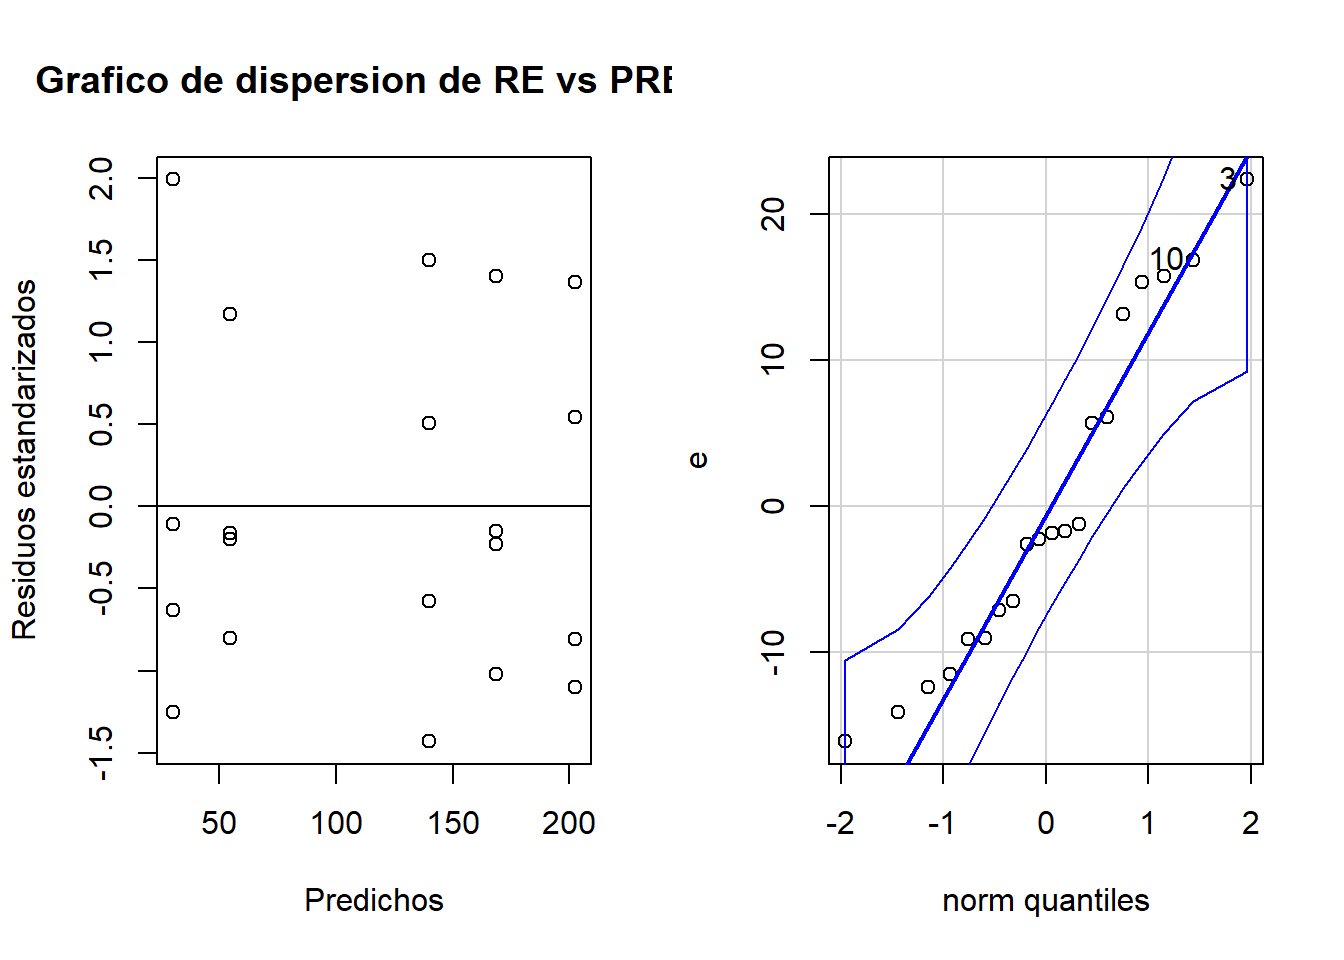 Grafico de dispersion de RE vs PRE
Residuos estandarizados
2.0
1.5
1.0
0.5
0.0
-0.5
-1.5
50 100 150 200
Predichos
e
20
10
0
-10
3
10
-2 -1 0 1 2
norm quantiles